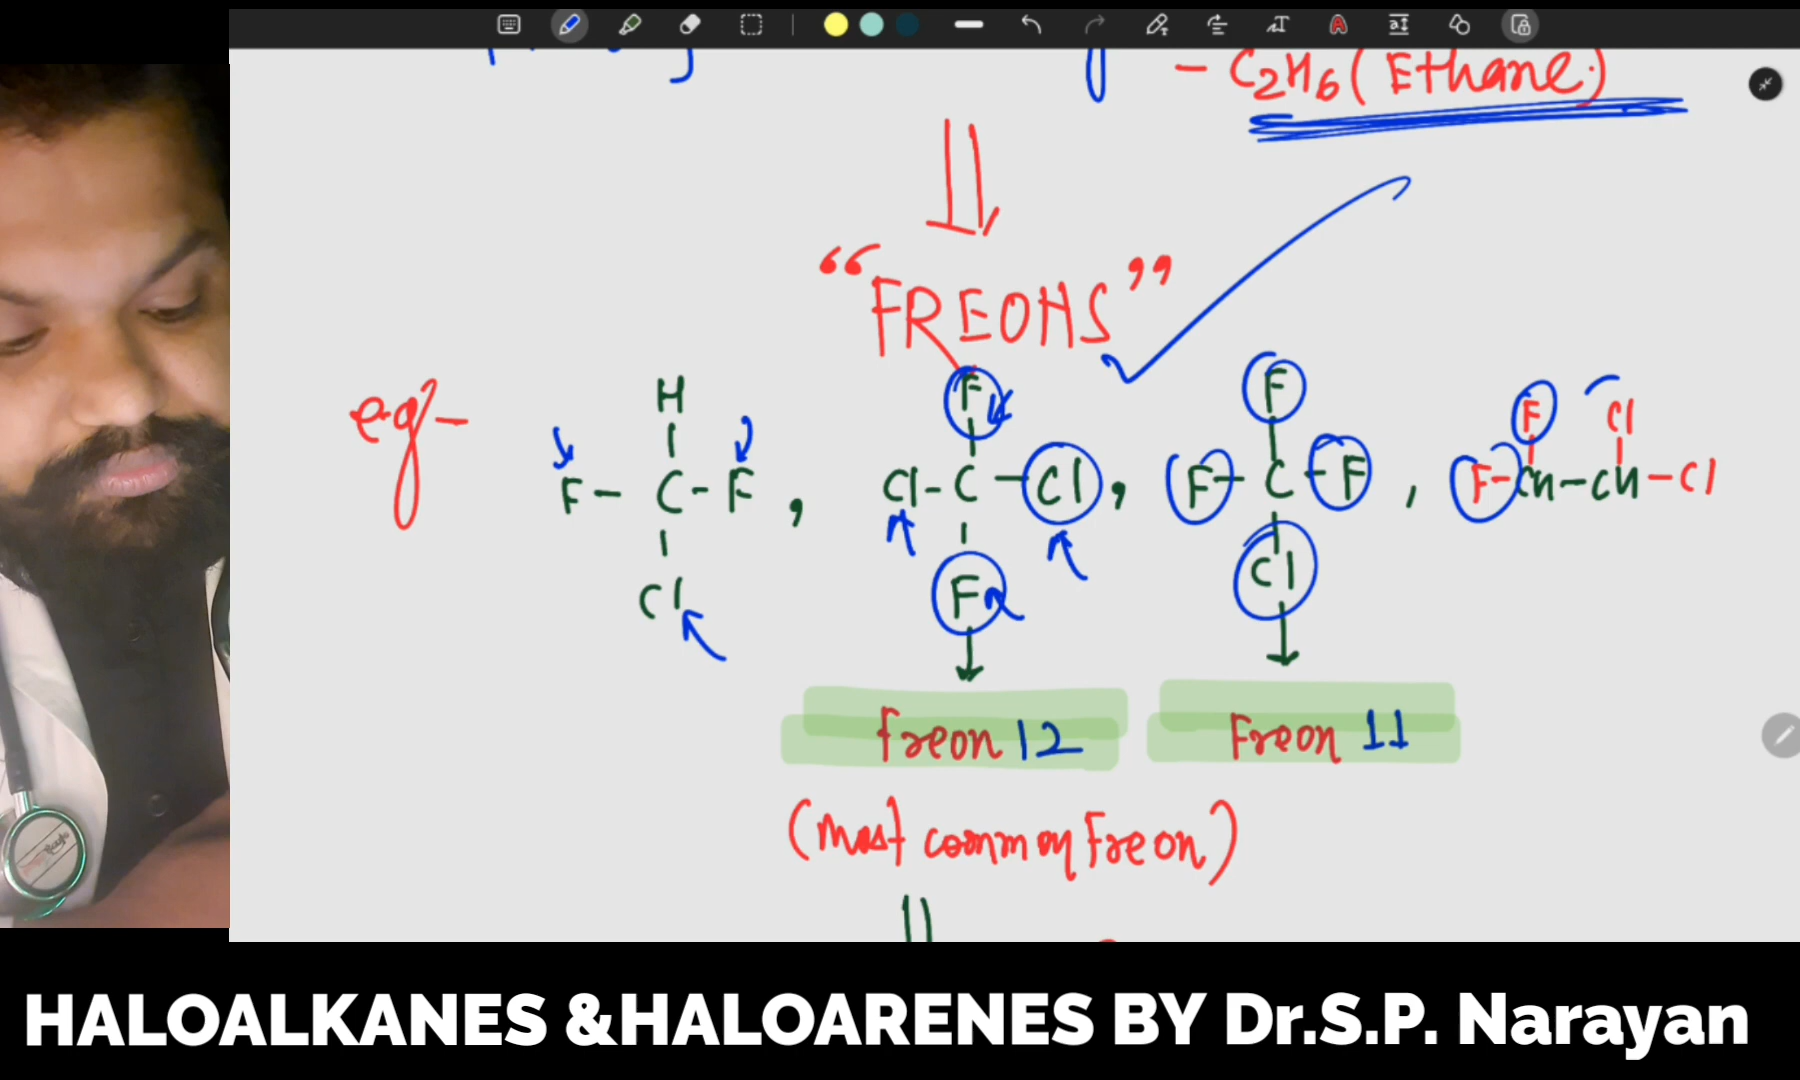 - C2H6 (Ethane)
"FREONS"
eg-
H
F - C - F ,
Cl
F
Cl - C - Cl ,
F
F
F - C - F ,
Cl
F Cl
F - CH - CH - Cl
Freon 12
Freon 11
(most common Freon)
HALOALKANES &HALOARENES BY Dr.S.P. Narayan